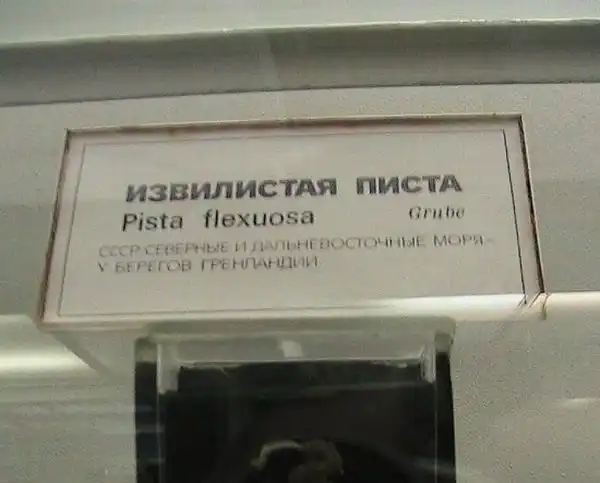 ИЗВИЛИСТАЯ ПИСТА
Pista flexuosa Grube
СССР-СЕВЕРНЫЕ И ДАЛЬНЕВОСТОЧНЫЕ МОРЯ-
У БЕРЕГОВ ГРЕНЛАНДИИ